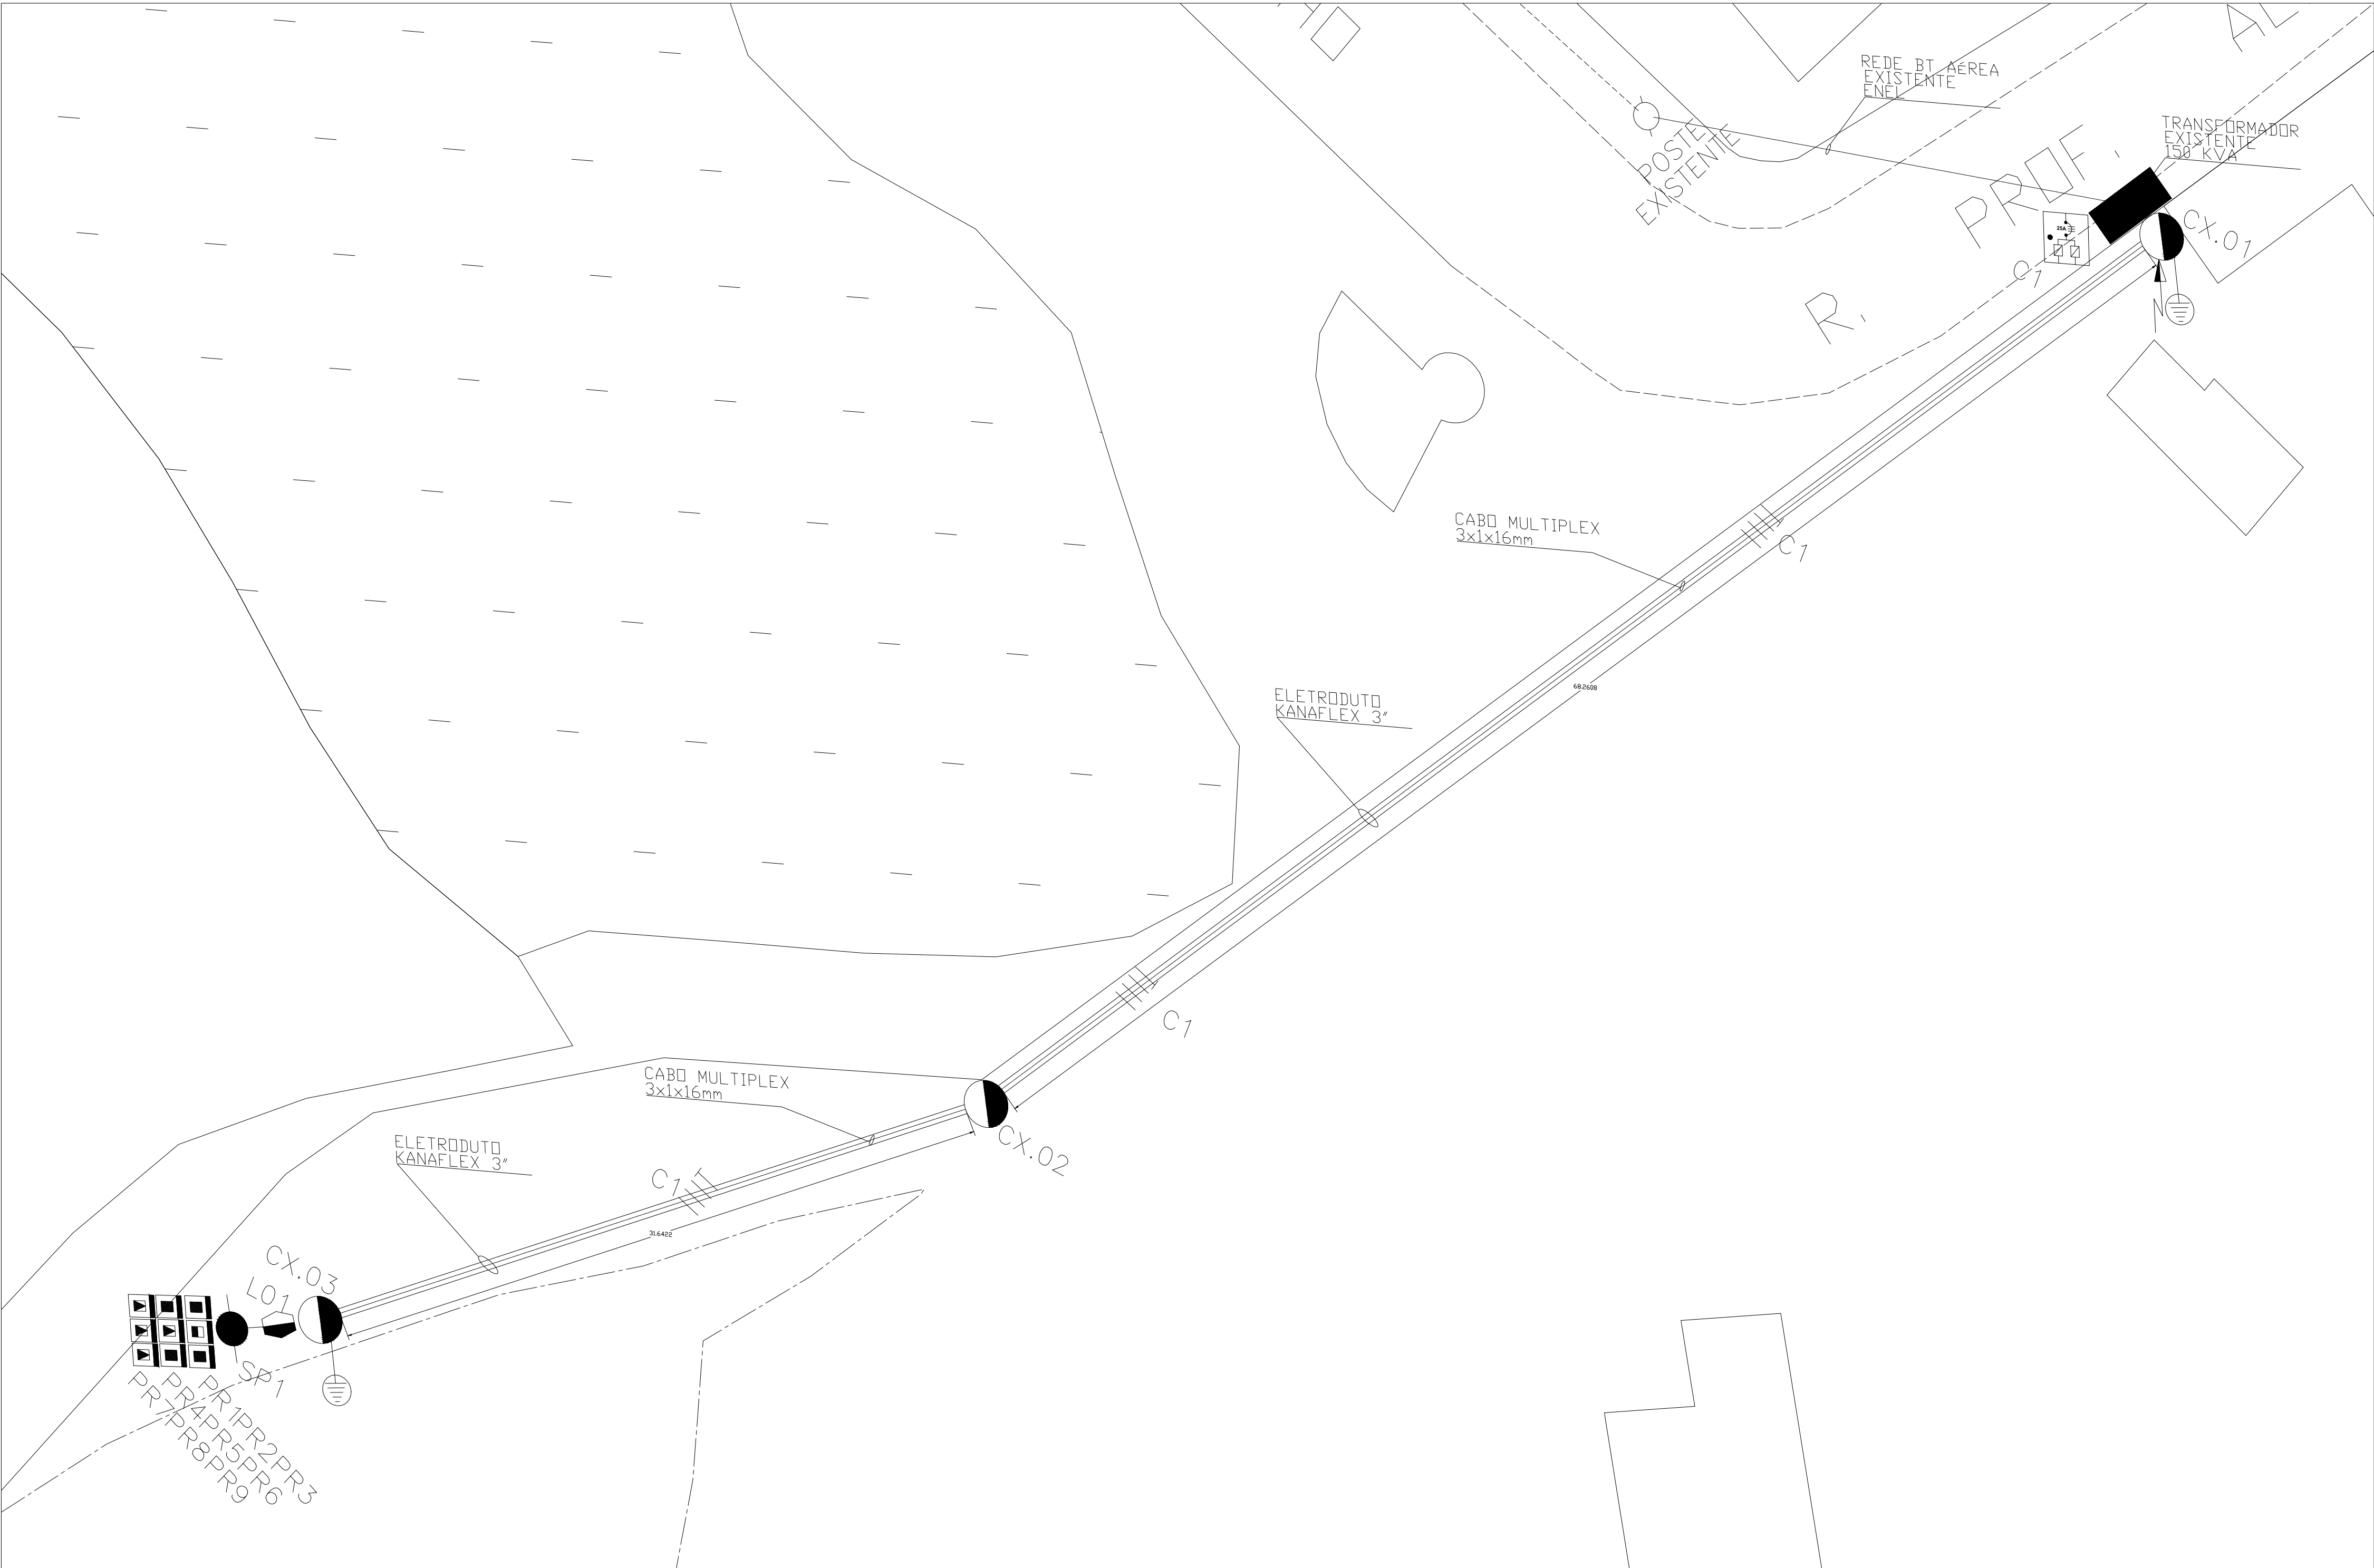 REDE BT AÉREA
EXISTENTE
ENEL
TRANSFORMADOR
EXISTENTE
150 KVA
POSTE
EXISTENTE
R. PROF.
25A
C1
CX.01
N
CABO MULTIPLEX
3x1x16mm
C1
68.2608
ELETRODUTO
KANAFLEX 3"
C1
CABO MULTIPLEX
3x1x16mm
CX.02
ELETRODUTO
KANAFLEX 3"
C1
31.6422
CX.03
L01
SP1
PR1PR2PR3
PR4PR5PR6
PR7PR8PR9